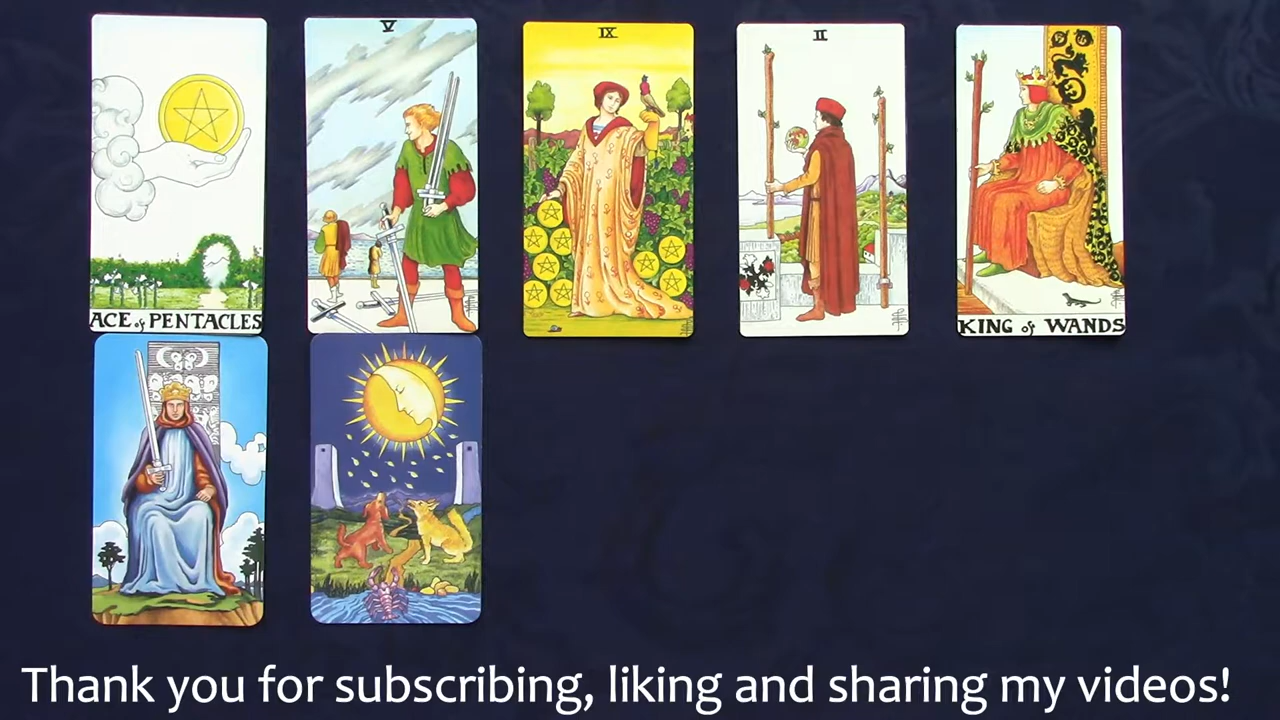 V
IX
II
ACE of PENTACLES
KING of WANDS
Thank you for subscribing, liking and sharing my videos!